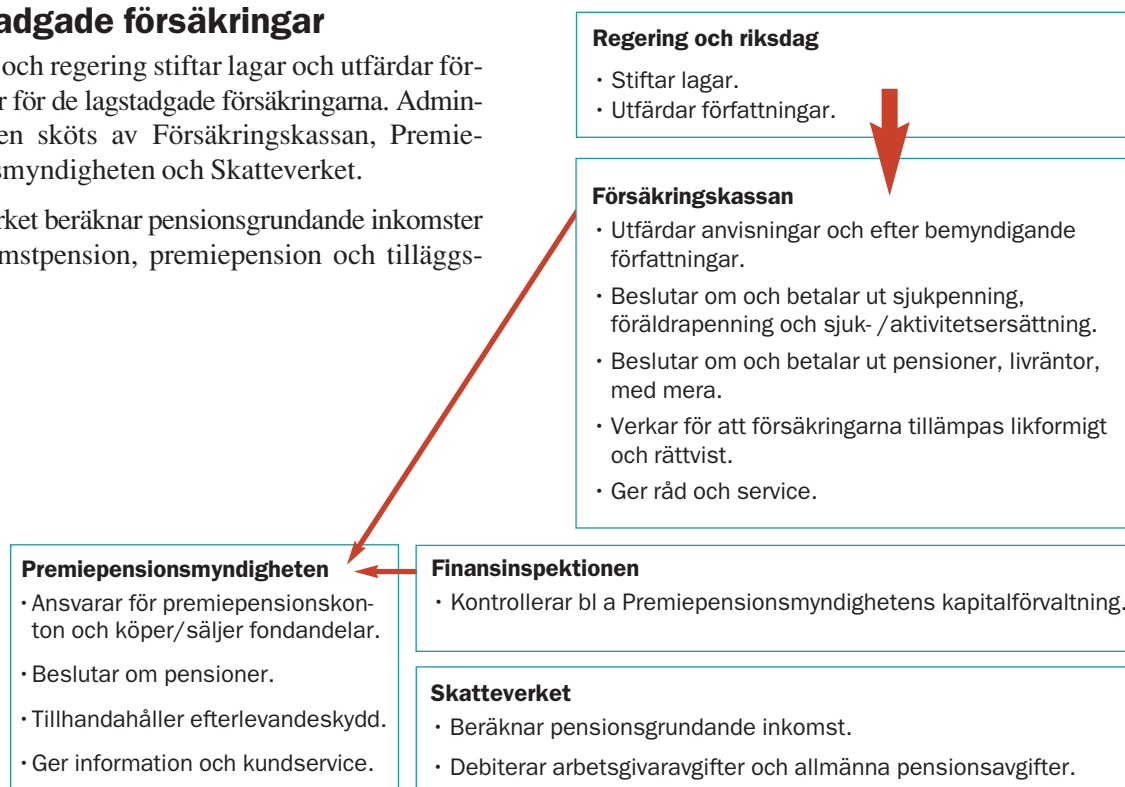 adgade försäkringar
och regering stiftar lagar och utfärdar för-
r för de lagstadgade försäkringarna. Admin-
en sköts av Försäkringskassan, Premie-
smyndigheten och Skatteverket.
rket beräknar pensionsgrundande inkomster
mstpension, premiepension och tilläggs-
Regering och riksdag
· Stiftar lagar.
· Utfärdar författningar.
Försäkringskassan
· Utfärdar anvisningar och efter bemyndigande
författningar.
· Beslutar om och betalar ut sjukpenning,
föräldrapenning och sjuk- /aktivitetsersättning.
· Beslutar om och betalar ut pensioner, livräntor,
med mera.
· Verkar för att försäkringarna tillämpas likformigt
och rättvist.
· Ger råd och service.
Premiepensionsmyndigheten
· Ansvarar för premiepensionskon-
ton och köper/säljer fondandelar.
· Beslutar om pensioner.
· Tillhandahåller efterlevandeskydd.
· Ger information och kundservice.
Finansinspektionen
· Kontrollerar bl a Premiepensionsmyndighetens kapitalförvaltning.
Skatteverket
· Beräknar pensionsgrundande inkomst.
· Debiterar arbetsgivaravgifter och allmänna pensionsavgifter.